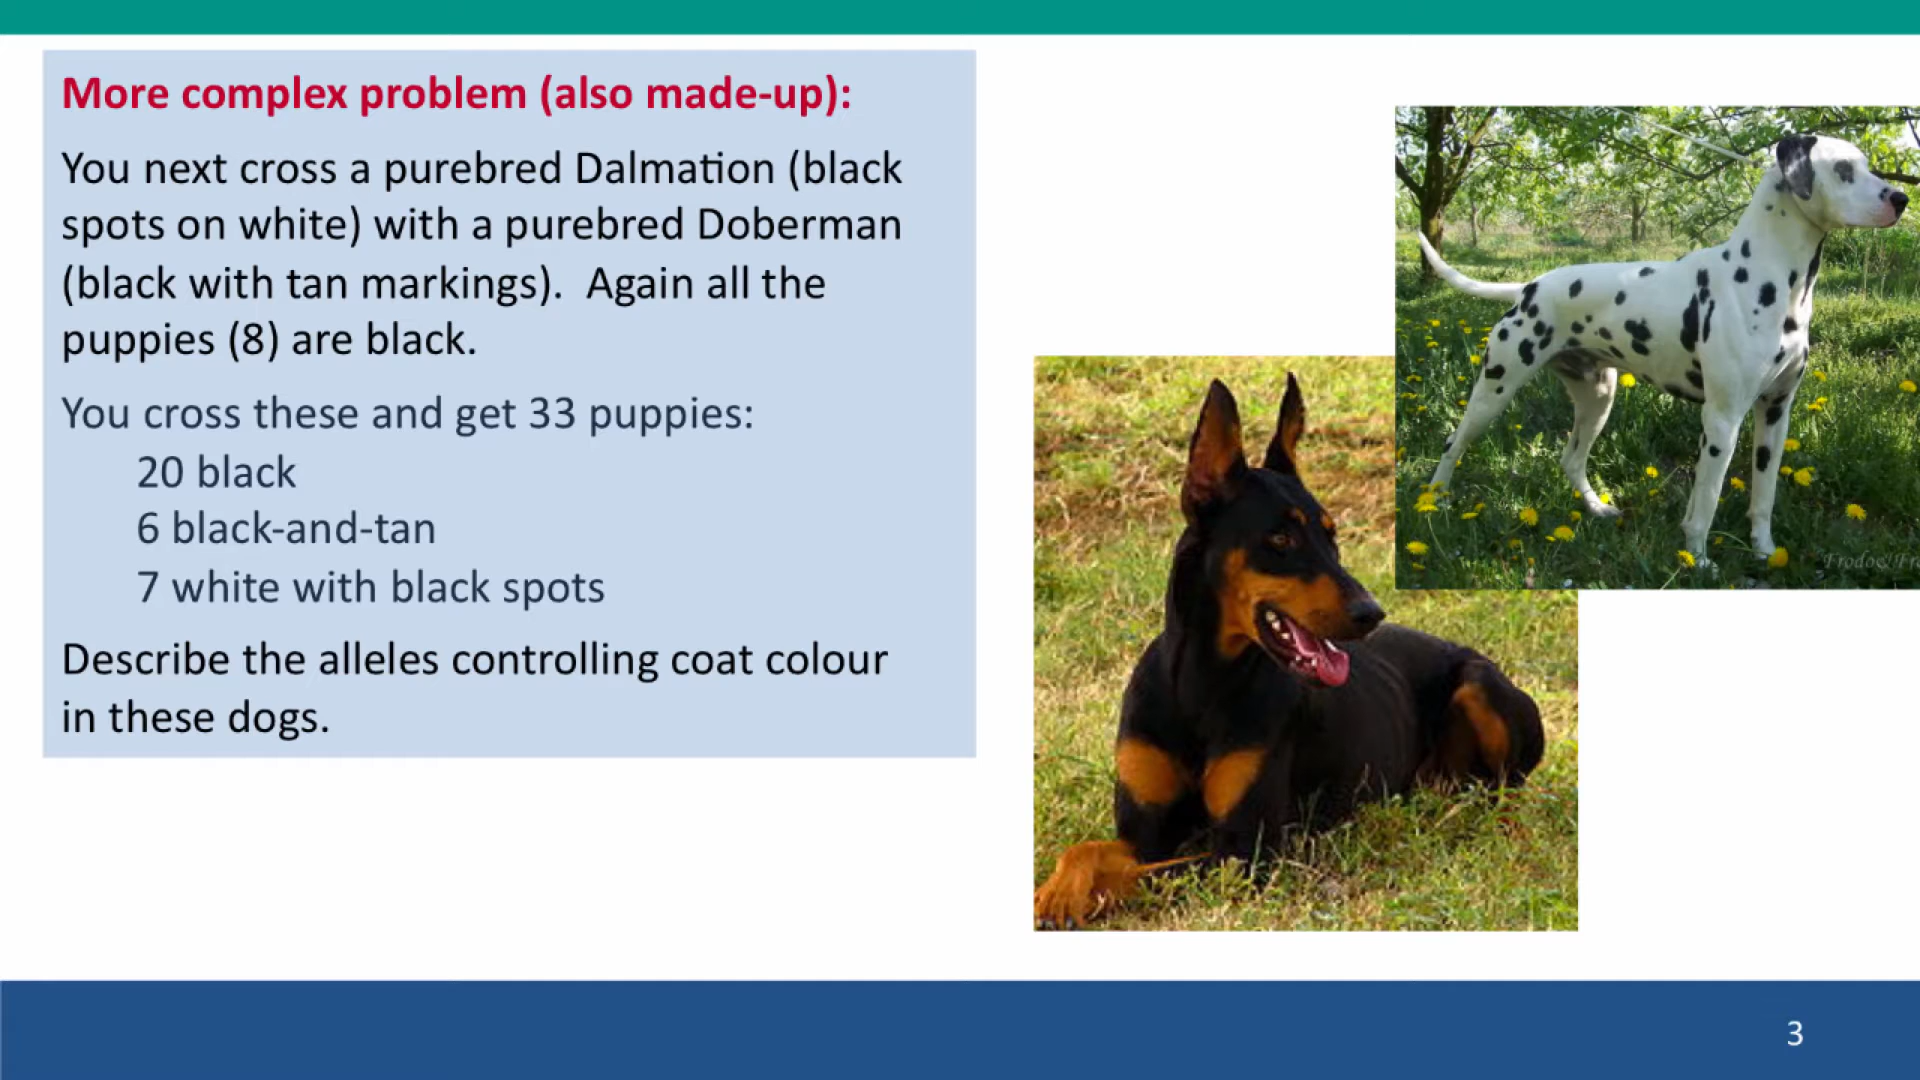 More complex problem (also made-up):
You next cross a purebred Dalmation (black
spots on white) with a purebred Doberman
(black with tan markings). Again all the
puppies (8) are black.
You cross these and get 33 puppies:
20 black
6 black-and-tan
7 white with black spots
Describe the alleles controlling coat colour
in these dogs.
3